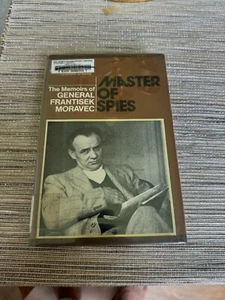 MASTER
OF
SPIES
The Memoirs of
GENERAL
FRANTISEK
MORAVEC